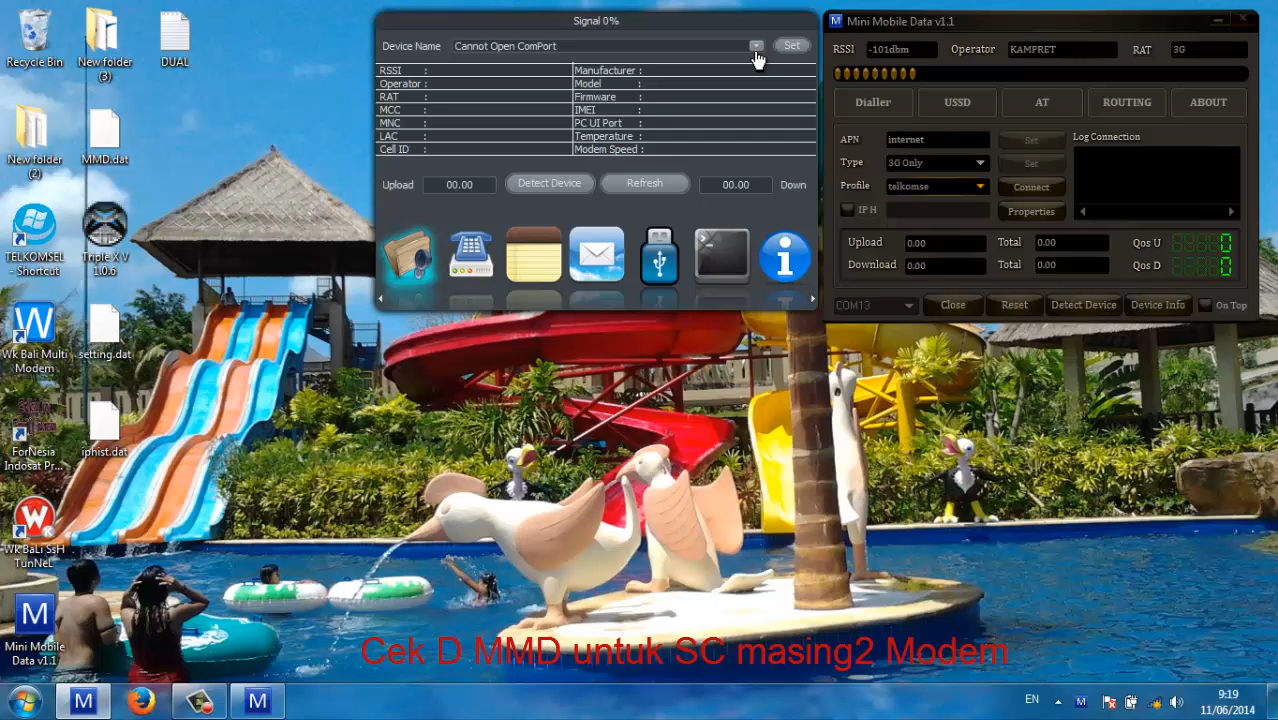 Recycle Bin
New folder (3)
DUAL
New folder (2)
MMD.dat
TELKOMSEL - Shortcut
Triple X V 1.0.6
Wk Bali Multi Modem
setting.dat
ForNesia Indosat Pr...
iphist.dat
Wk BaLi SsH TunNeL
Mini Mobile Data v1.1
Signal 0%
Device Name Cannot Open ComPort Set
RSSI : Manufacturer :
Operator : Model :
RAT : Firmware :
MCC : IMEI :
MNC : PC UI Port :
LAC : Temperature :
Cell ID : Modem Speed :
Upload 00.00 Detect Device Refresh 00.00 Down
Mini Mobile Data v1.1
RSSI -101dbm Operator KAMPRET RAT 3G
Dialler USSD AT ROUTING ABOUT
APN internet Set Log Connection
Type 3G Only Set
Profile telkomse Connect
IP H Properties
Upload 0.00 Total 0.00 Qos U 0
Download 0.00 Total 0.00 Qos D 0
COM13 Close Reset Detect Device Device Info On Top
Cek D MMD untuk SC masing2 Modem
EN 9:19
11/06/2014